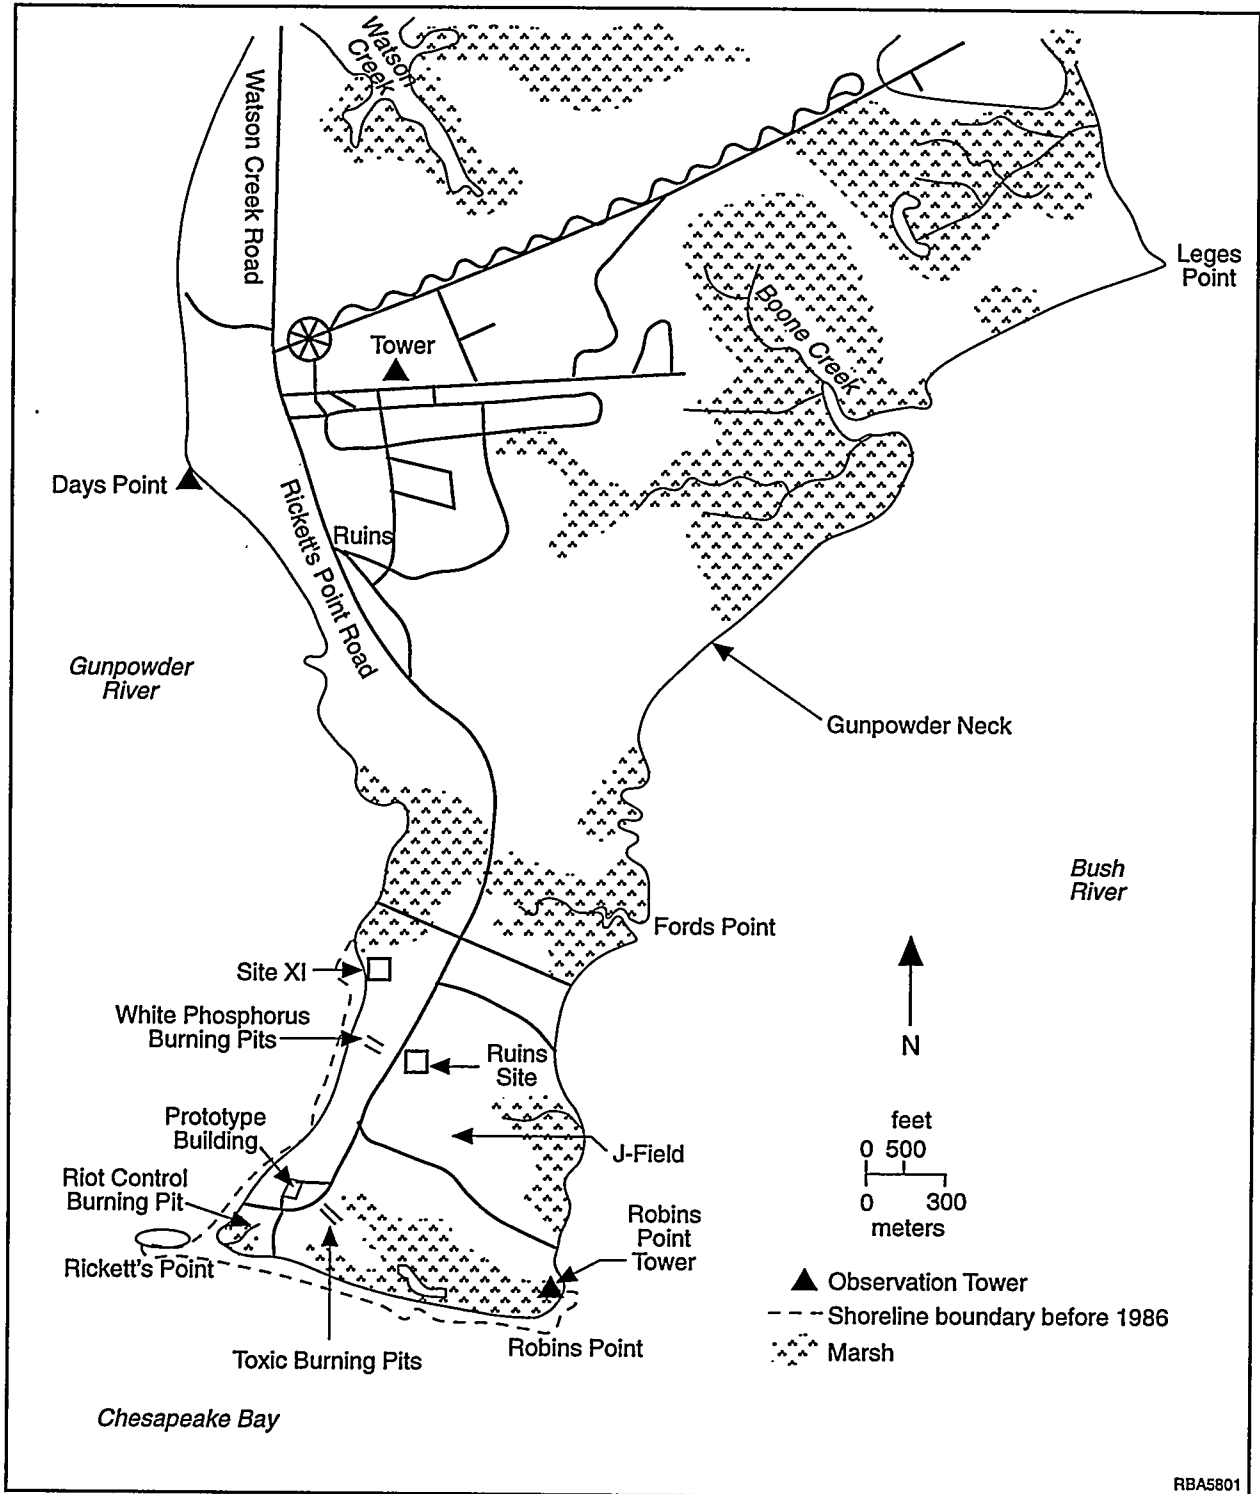 Watson
Creek
Watson Creek Road
Leges
Point
Boone Creek
Tower
Days Point
Rickett's Point Road
Ruins
Gunpowder
River
Gunpowder Neck
Bush
River
Fords Point
Site XI
White Phosphorus
Burning Pits
N
Ruins
Site
Prototype
Building
feet
0 500
J-Field
Riot Control
Burning Pit
0 300
meters
Robins
Point
Tower
Rickett's Point
Observation Tower
Shoreline boundary before 1986
Robins Point
Marsh
Toxic Burning Pits
Chesapeake Bay
RBA5801